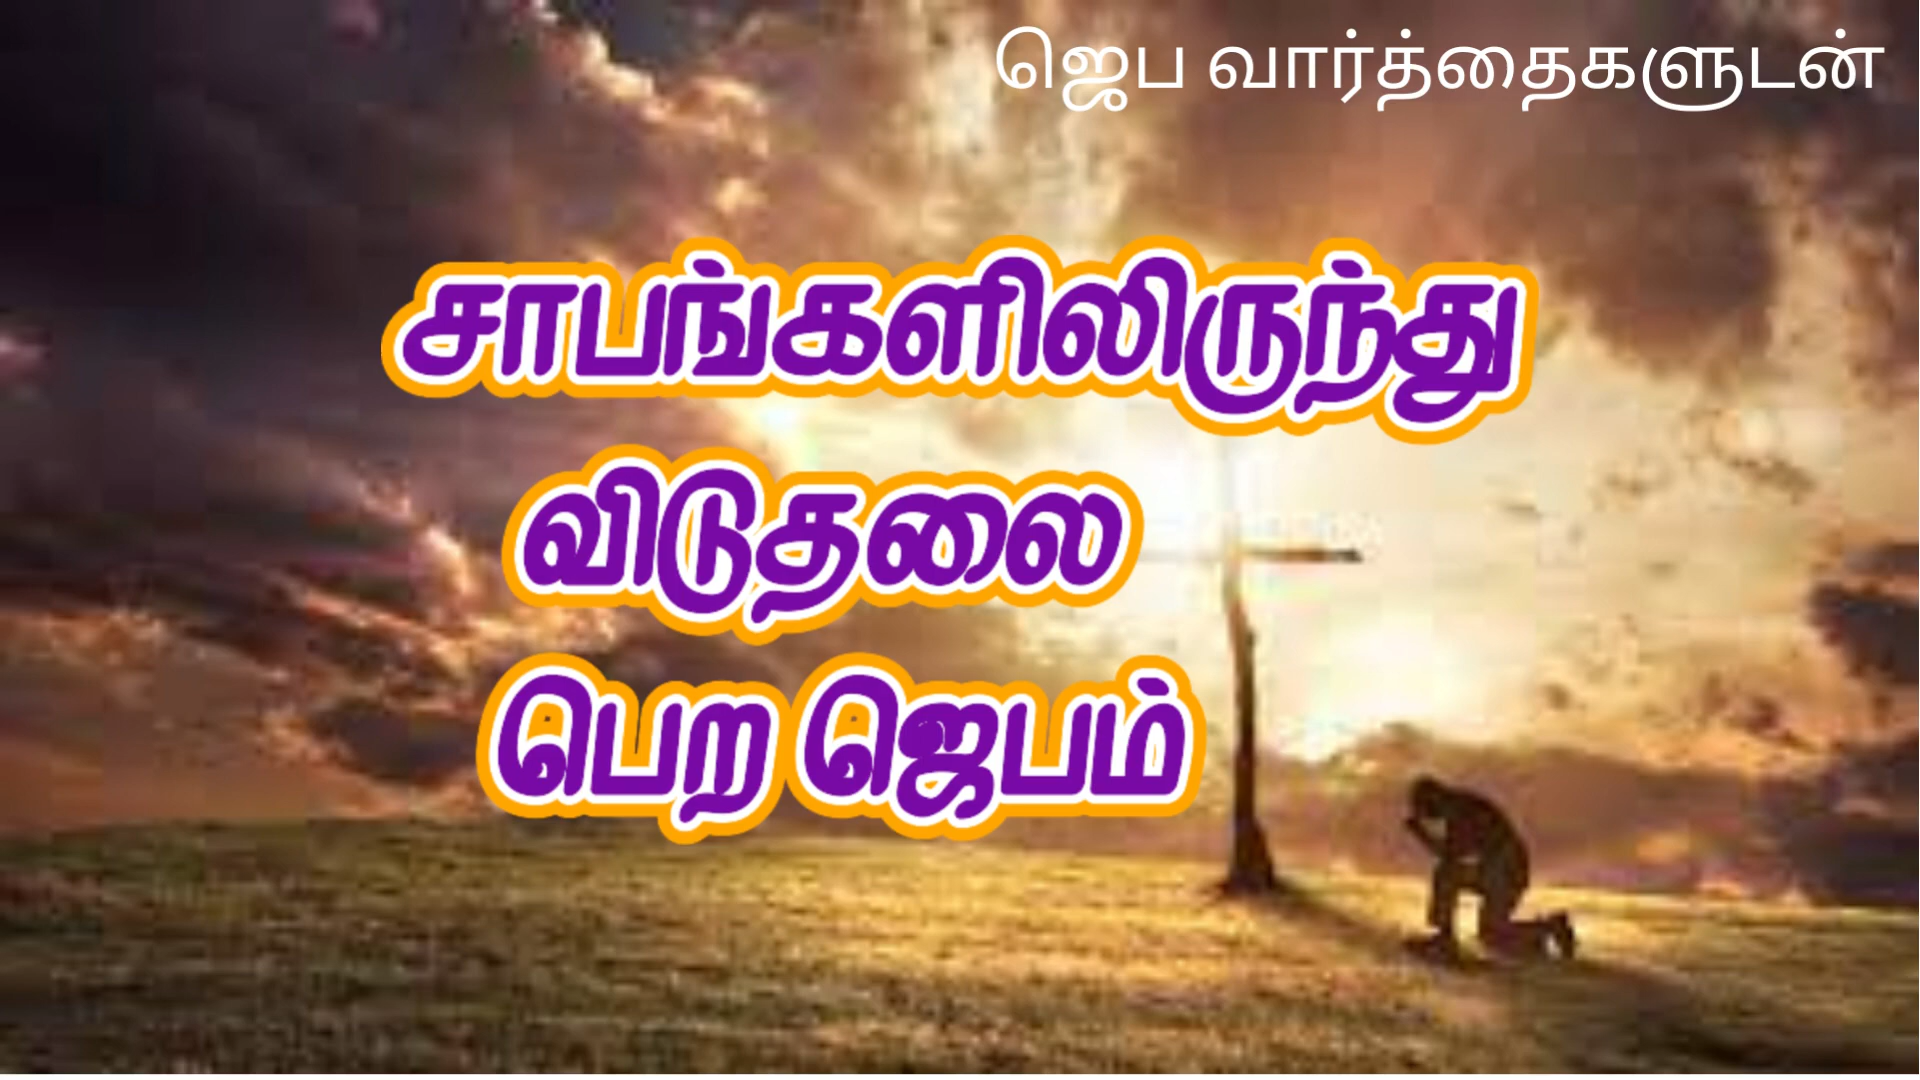 ஜெப வார்த்தைகளுடன்
சாபங்களிலிருந்து
விடுதலை
பெற ஜெபம்